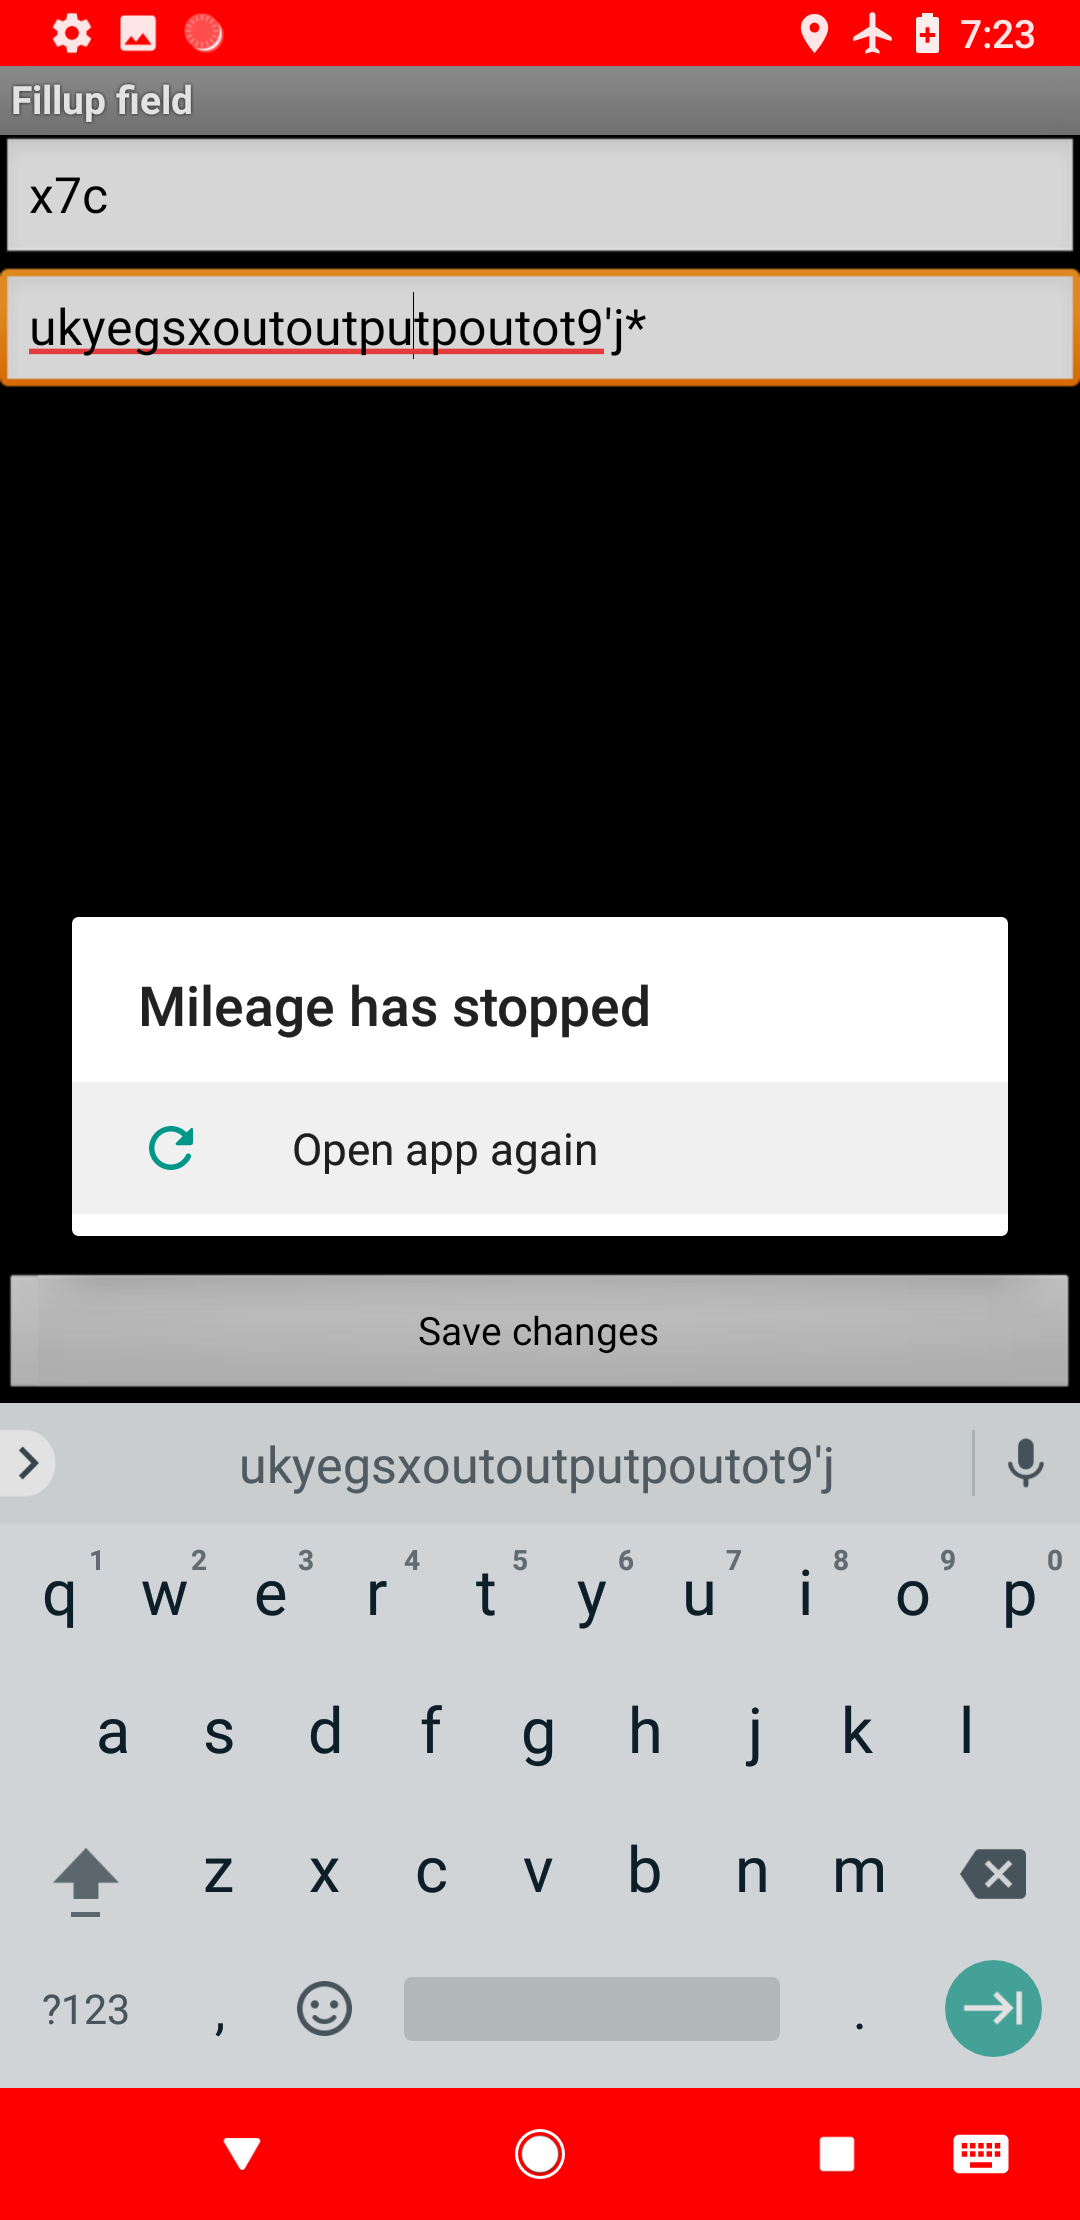 7:23
Fillup field
x7c
ukyegsxoutoutputpoutot9'j*
Mileage has stopped
Open app again
Save changes
ukyegsxoutoutputpoutot9'j
1 2 3 4 5 6 7 8 9 0
q w e r t y u i o p
a s d f g h j k l
z x c v b n m
?123 , .